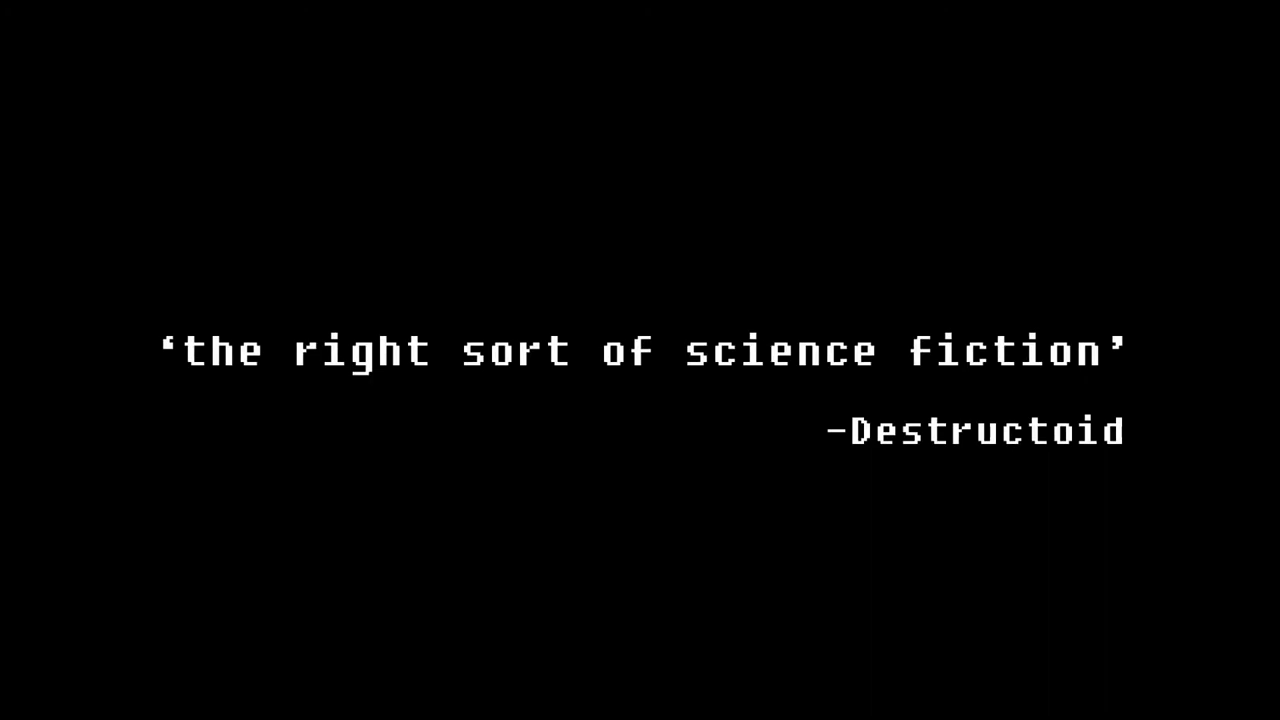 ‘the right sort of science fiction’
-Destructoid